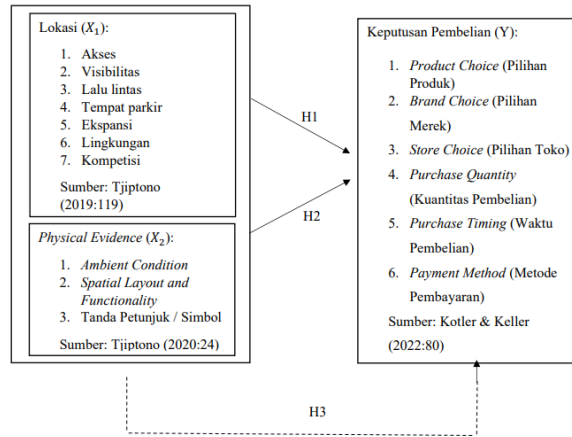 Lokasi (X₁):
1. Akses
2. Visibilitas
3. Lalu lintas
4. Tempat parkir
5. Ekspansi
6. Lingkungan
7. Kompetisi
Sumber: Tjiptono
(2019:119)
Physical Evidence (X₂):
1. Ambient Condition
2. Spatial Layout and
Functionality
3. Tanda Petunjuk / Simbol
Sumber: Tjiptono (2020:24)
H1
H2
H3
Keputusan Pembelian (Y):
1. Product Choice (Pilihan
Produk)
2. Brand Choice (Pilihan
Merek)
3. Store Choice (Pilihan Toko)
4. Purchase Quantity
(Kuantitas Pembelian)
5. Purchase Timing (Waktu
Pembelian)
6. Payment Method (Metode
Pembayaran)
Sumber: Kotler & Keller
(2022:80)